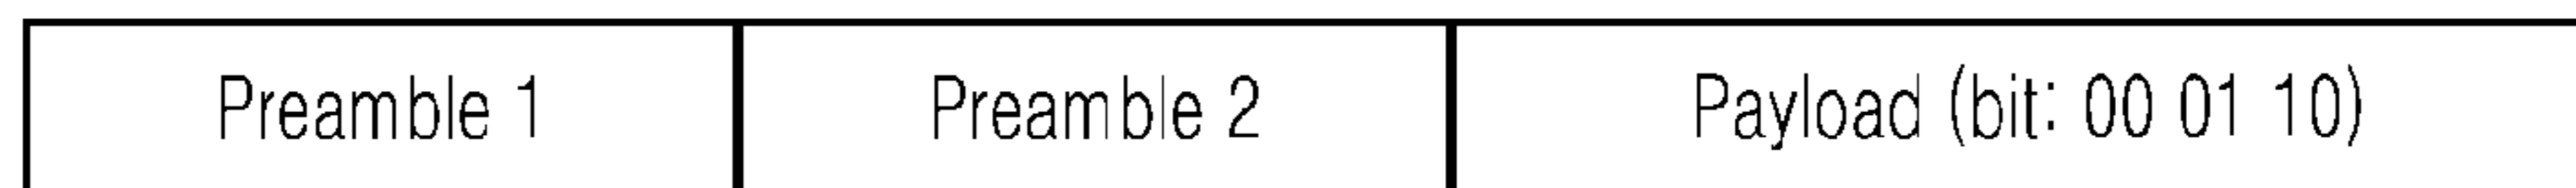 Preamble 1 Preamble 2 Payload (bit: 00 01 10)